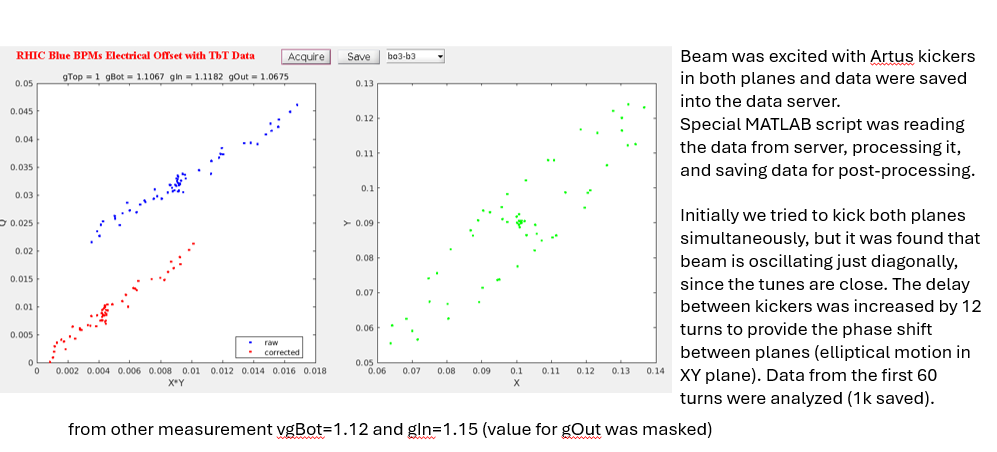 RHIC Blue BPMs Electrical Offset with TbT Data
Acquire
Save
bo3-b3
gTop = 1 gBot = 1.1067 gIn = 1.1182 gOut = 1.0675
0.05
0.045
0.04
0.035
0.03
0.025
0.02
0.015
0.01
0.005
0
Q
0 0.002 0.004 0.006 0.008 0.01 0.012 0.014 0.016 0.018
X*Y
raw
corrected
0.13
0.12
0.11
0.1
0.09
0.08
0.07
0.06
0.05
Y
0.06 0.07 0.08 0.09 0.1 0.11 0.12 0.13 0.14
X
Beam was excited with Artus kickers
in both planes and data were saved
into the data server.
Special MATLAB script was reading
the data from server, processing it,
and saving data for post-processing.
Initially we tried to kick both planes
simultaneously, but it was found that
beam is oscillating just diagonally,
since the tunes are close. The delay
between kickers was increased by 12
turns to provide the phase shift
between planes (elliptical motion in
XY plane). Data from the first 60
turns were analyzed (1k saved).
from other measurement vgBot=1.12 and gIn=1.15 (value for gOut was masked)